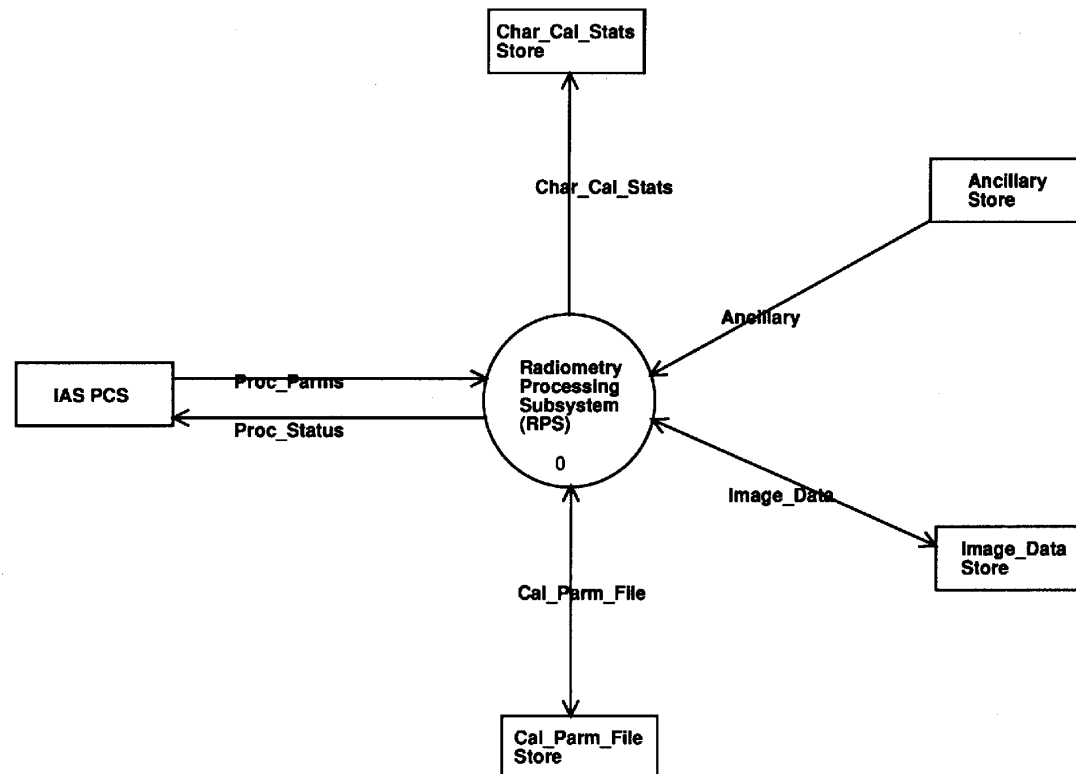 Char_Cal_Stats
Store
Char_Cal_Stats
Ancillary
Store
Ancillary
Radiometry
Processing
Subsystem
(RPS)
0
IAS PCS
Proc_Parms
Proc_Status
Image_Data
Image_Data
Store
Cal_Parm_File
Cal_Parm_File
Store